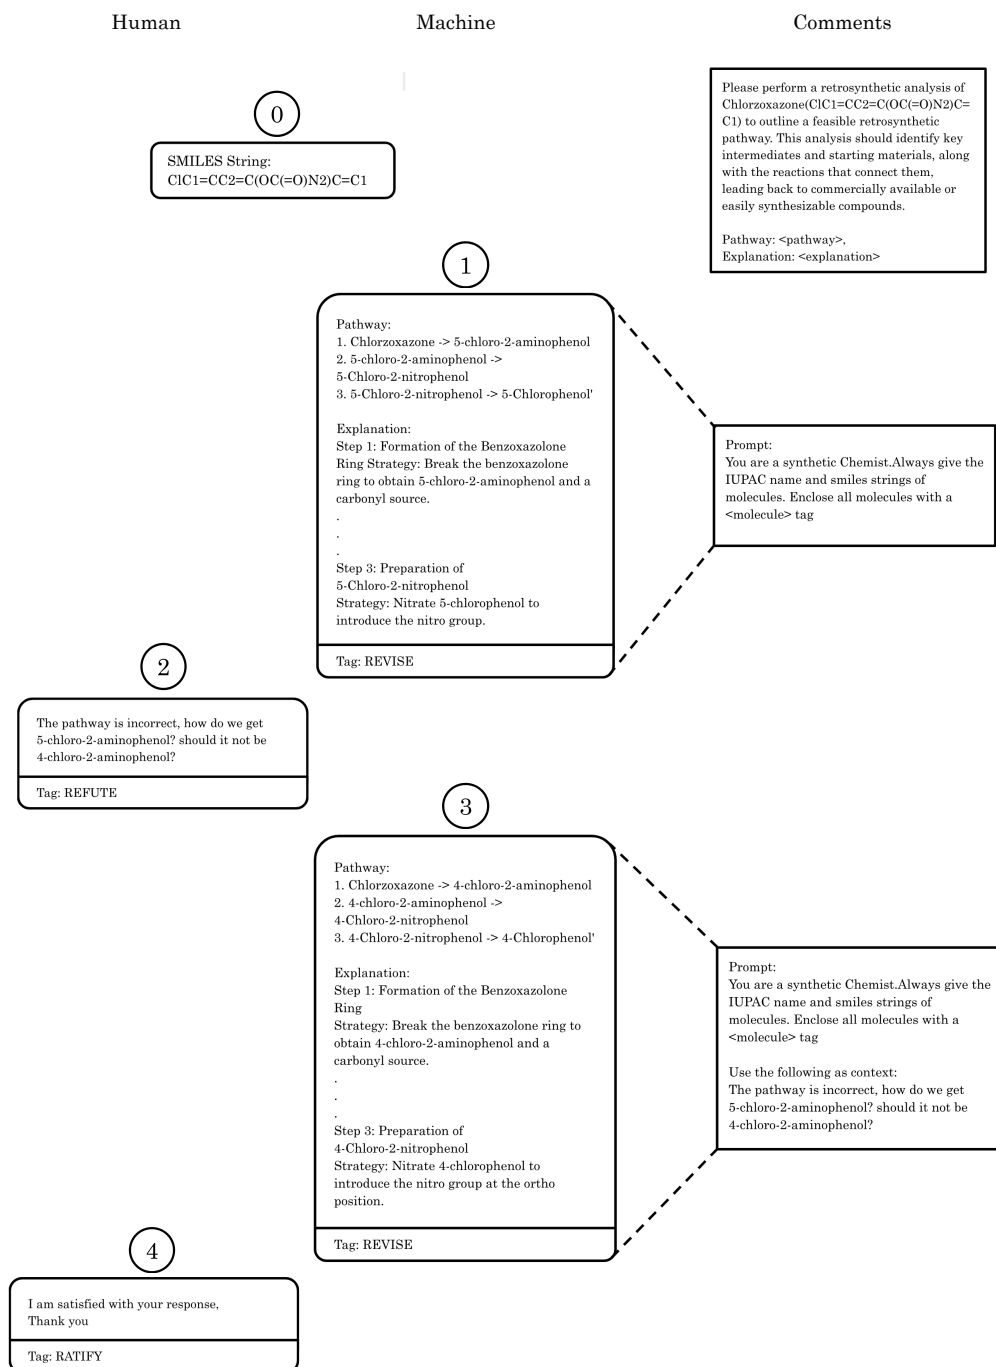 Human
Machine
Comments
Please perform a retrosynthetic analysis of
Chlorzoxazone(ClC1=CC2=C(OC(=O)N2)C=
C1) to outline a feasible retrosynthetic
pathway. This analysis should identify key
intermediates and starting materials, along
with the reactions that connect them,
leading back to commercially available or
easily synthesizable compounds.
Pathway: <pathway>,
Explanation: <explanation>
0
SMILES String:
ClC1=CC2=C(OC(=O)N2)C=C1
1
Pathway:
1. Chlorzoxazone -> 5-chloro-2-aminophenol
2. 5-chloro-2-aminophenol ->
5-Chloro-2-nitrophenol
3. 5-Chloro-2-nitrophenol -> 5-Chlorophenol'
Explanation:
Step 1: Formation of the Benzoxazolone
Ring Strategy: Break the benzoxazolone
ring to obtain 5-chloro-2-aminophenol and a
carbonyl source.
.
.
.
Step 3: Preparation of
5-Chloro-2-nitrophenol
Strategy: Nitrate 5-chlorophenol to
introduce the nitro group.
Tag: REVISE
Prompt:
You are a synthetic Chemist.Always give the
IUPAC name and smiles strings of
molecules. Enclose all molecules with a
<molecule> tag
2
The pathway is incorrect, how do we get
5-chloro-2-aminophenol? should it not be
4-chloro-2-aminophenol?
Tag: REFUTE
3
Pathway:
1. Chlorzoxazone -> 4-chloro-2-aminophenol
2. 4-chloro-2-aminophenol ->
4-Chloro-2-nitrophenol
3. 4-Chloro-2-nitrophenol -> 4-Chlorophenol'
Explanation:
Step 1: Formation of the Benzoxazolone
Ring
Strategy: Break the benzoxazolone ring to
obtain 4-chloro-2-aminophenol and a
carbonyl source.
.
.
.
Step 3: Preparation of
4-Chloro-2-nitrophenol
Strategy: Nitrate 4-chlorophenol to
introduce the nitro group at the ortho
position.
Tag: REVISE
Prompt:
You are a synthetic Chemist.Always give the
IUPAC name and smiles strings of
molecules. Enclose all molecules with a
<molecule> tag
Use the following as context:
The pathway is incorrect, how do we get
5-chloro-2-aminophenol? should it not be
4-chloro-2-aminophenol?
4
I am satisfied with your response,
Thank you
Tag: RATIFY